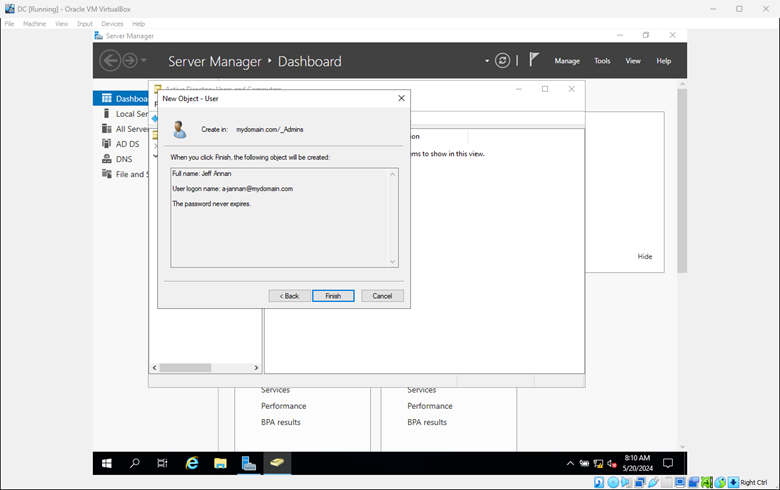 DC [Running] - Oracle VM VirtualBox
File Machine View Input Devices Help
Server Manager
Server Manager • Dashboard
Manage Tools View Help
Dashboa
Local Ser
All Server
AD DS
DNS
File and S
Active Directory Users and Computers
New Object - User
Create in: mydomain.com/_Admins
When you click Finish, the following object will be created:
Full name: Jeff Annan
User logon name: a-jannan@mydomain.com
The password never expires.
< Back Finish Cancel
on
ems to show in this view.
Hide
Services Services
Performance Performance
BPA results BPA results
8:10 AM
5/20/2024
Right Ctrl